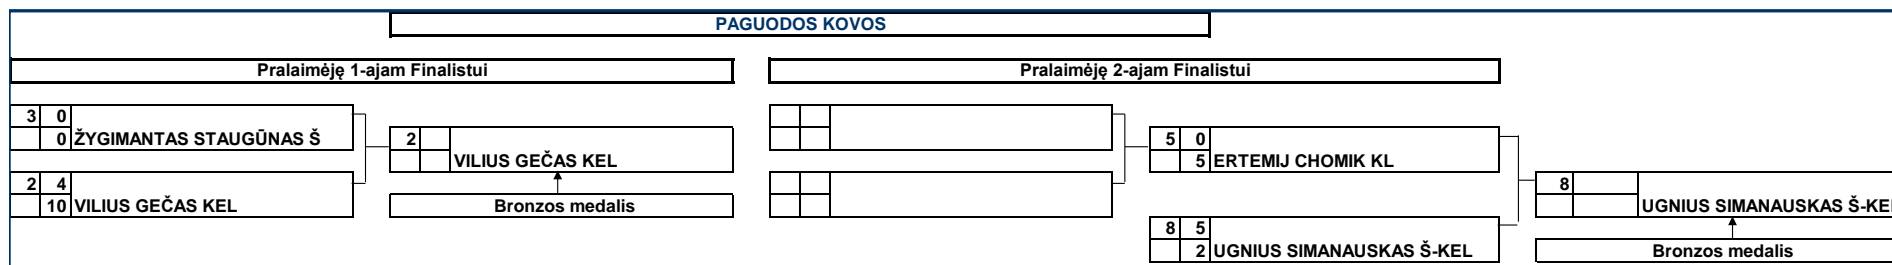 PAGUODOS KOVOS
Pralaimėję 1-ajam Finalistui Pralaimėję 2-ajam Finalistui
3 0
0 ŽYGIMANTAS STAUGŪNAS Š
2
VILIUS GEČAS KEL
5 0
5 ERTEMIJ CHOMIK KL
2 4
10 VILIUS GEČAS KEL
Bronzos medalis
8
UGNIUS SIMANAUSKAS Š-KEL
8 5
2 UGNIUS SIMANAUSKAS Š-KEL
Bronzos medalis